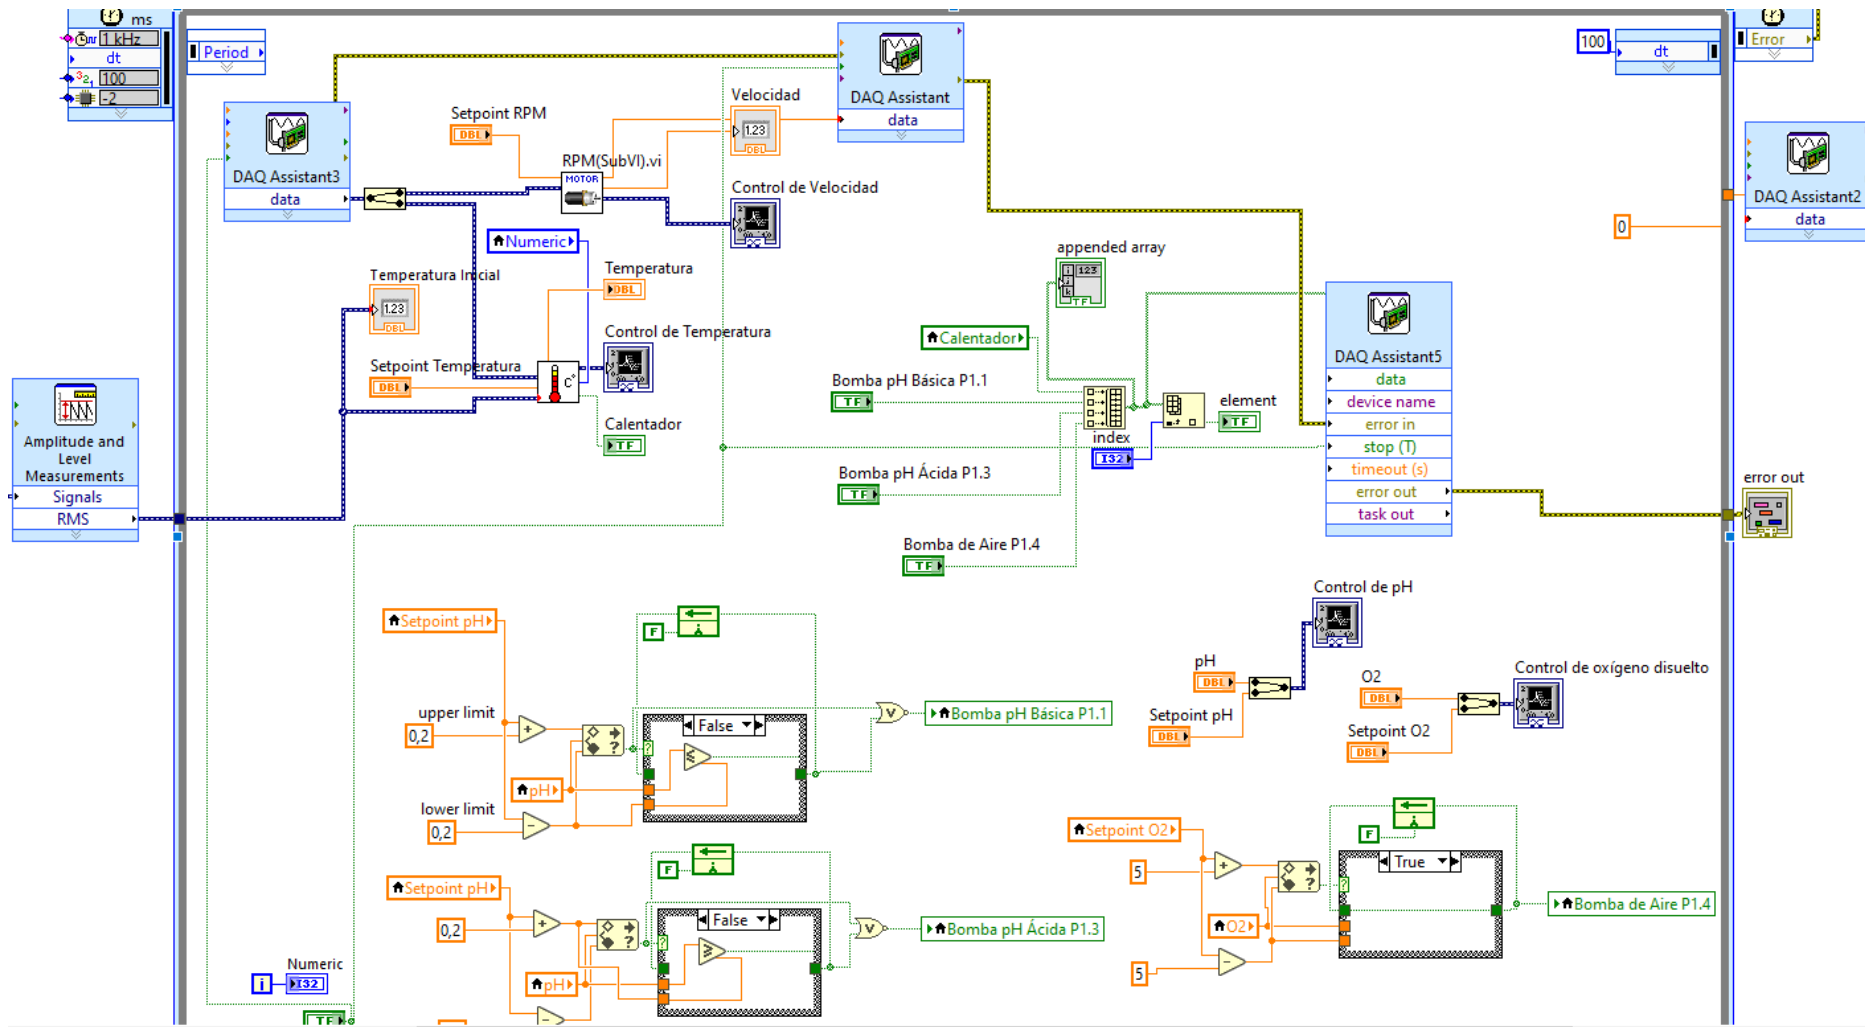 ms
1 kHz
dt
100
-2
Period
DAQ Assistant3
data
Setpoint RPM
DBL
RPM(SubVI).vi
MOTOR
Velocidad
1.23
DBL
Control de Velocidad
DAQ Assistant
data
100
dt
Error
DAQ Assistant2
data
0
Numeric
Temperatura Inicial
1.23
DBL
Temperatura
DBL
Control de Temperatura
Setpoint Temperatura
DBL
C°
Calentador
TF
Amplitude and
Level
Measurements
Signals
RMS
appended array
123
TF
Calentador
Bomba pH Básica P1.1
TF
index
I32
element
TF
Bomba pH Ácida P1.3
TF
Bomba de Aire P1.4
TF
DAQ Assistant5
data
device name
error in
stop (T)
timeout (s)
error out
task out
error out
Setpoint pH
F
upper limit
0,2
False
pH
lower limit
0,2
V
Bomba pH Básica P1.1
Control de pH
pH
DBL
Setpoint pH
DBL
O2
DBL
Setpoint O2
DBL
Control de oxígeno disuelto
Setpoint pH
F
0,2
False
pH
V
Bomba pH Ácida P1.3
Setpoint O2
F
5
True
O2
5
Bomba de Aire P1.4
Numeric
i
I32
TF